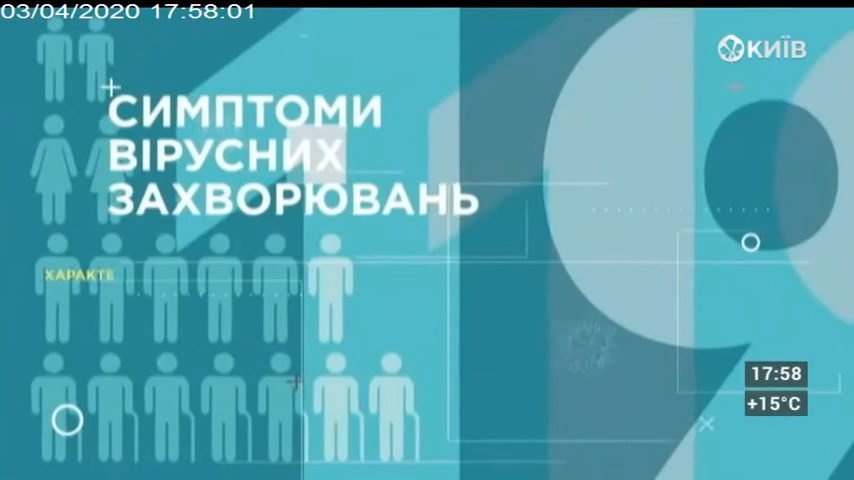 03/04/2020 17:58:01
КИЇВ
СИМПТОМИ
ВІРУСНИХ
ЗАХВОРЮВАНЬ
ХАРАКТЕ
17:58
+15°C